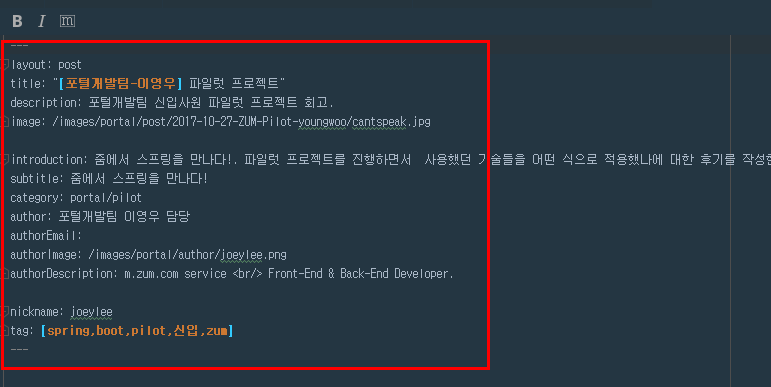 B I m
---
layout: post
title: "[포털개발팀-이영우] 파일럿 프로젝트"
description: 포털개발팀 신입사원 파일럿 프로젝트 회고.
image: /images/portal/post/2017-10-27-ZUM-Pilot-youngwoo/cantspeak.jpg
introduction: 줌에서 스프링을 만나다!. 파일럿 프로젝트를 진행하면서  사용했던 기술들을 어떤 식으로 적용했나에 대한 후기를
subtitle: 줌에서 스프링을 만나다!
category: portal/pilot
author: 포털개발팀 이영우 담당
authorEmail:
authorImage: /images/portal/author/joeylee.png
authorDescription: m.zum.com service <br/> Front-End & Back-End Developer.
nickname: joeylee
tag: [spring,boot,pilot,신입,zum]
---